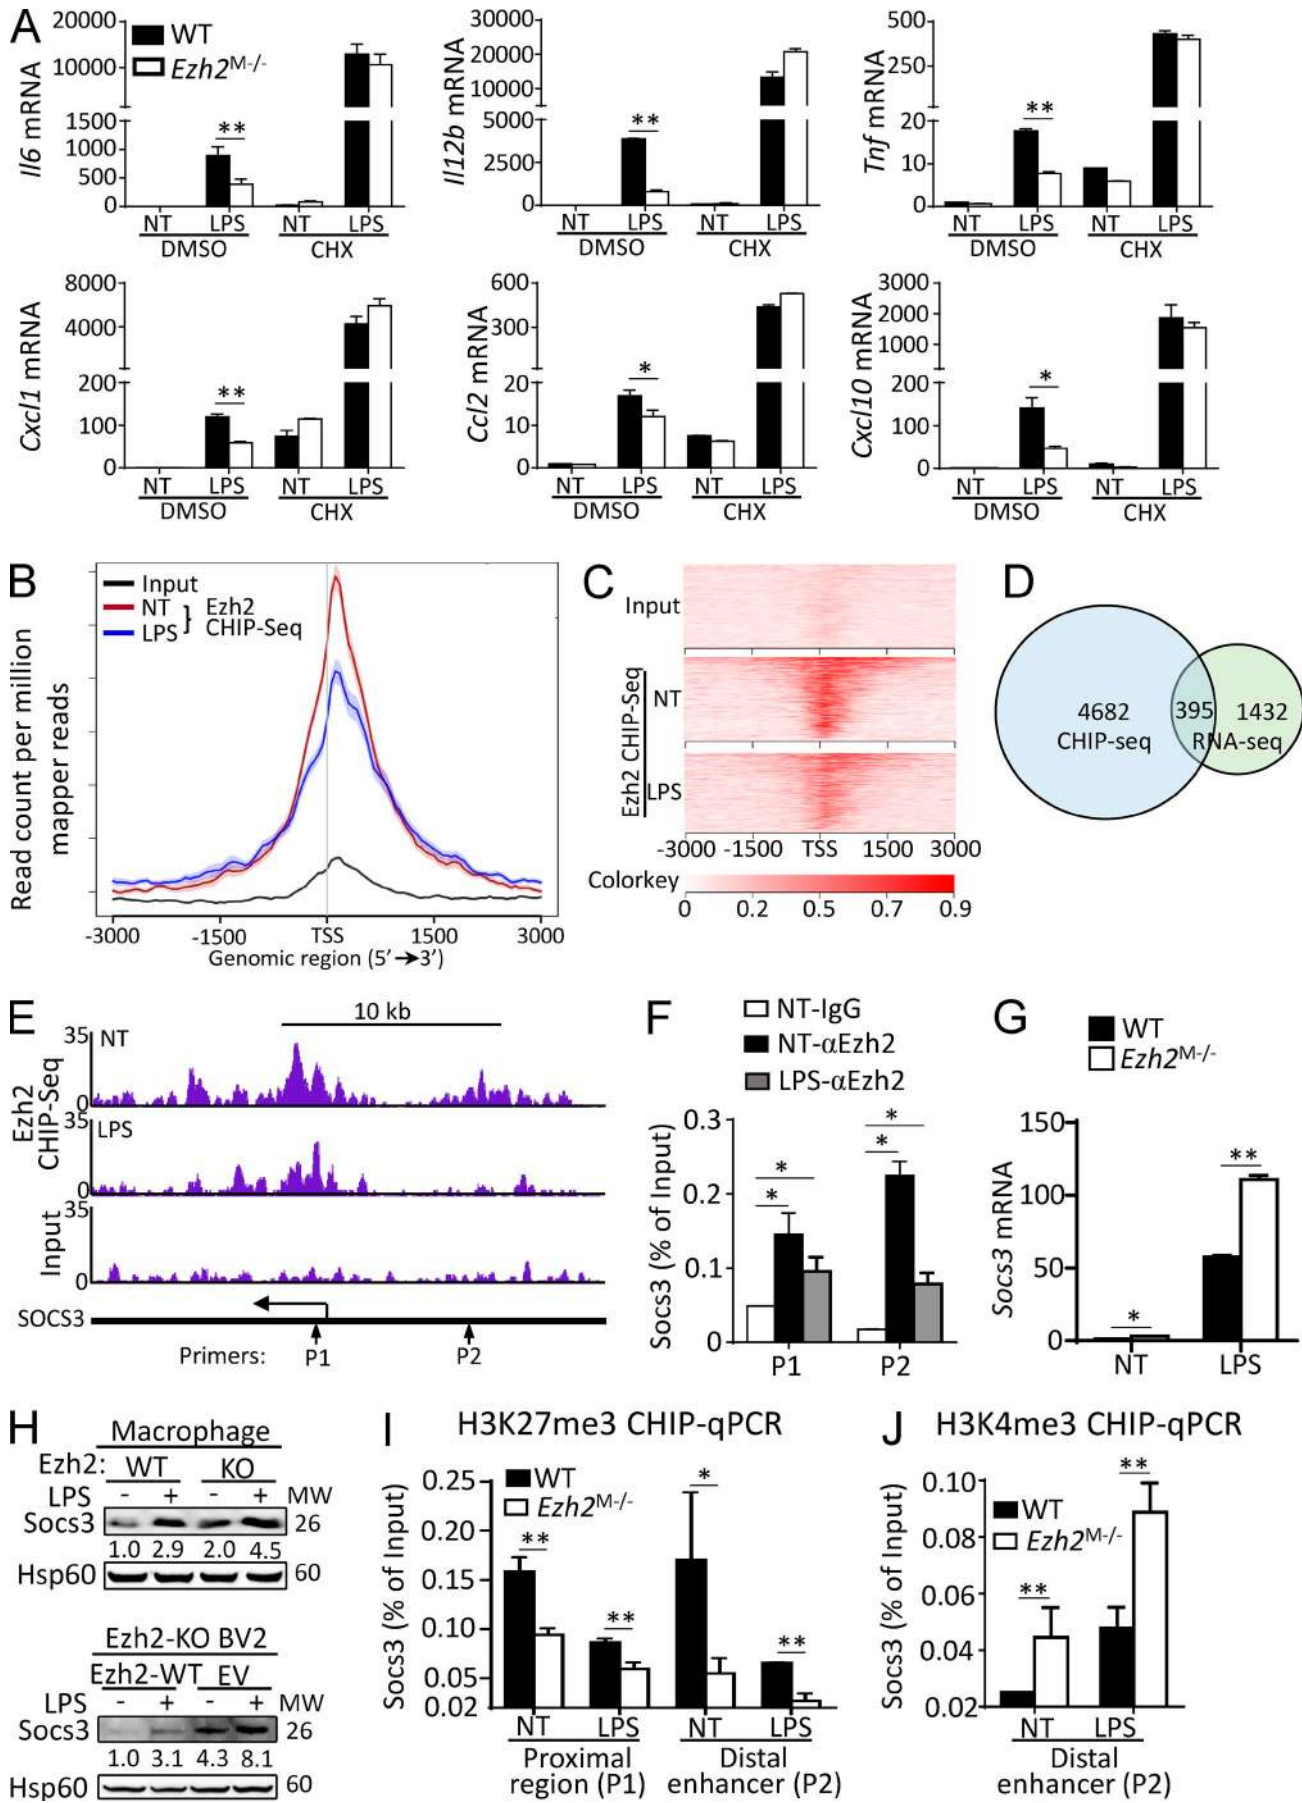 A
Il6 mRNA
20000
10000
1500
1000
500
0
WT
Ezh2M-/-
**
NT LPS NT LPS
DMSO CHX
Il12b mRNA
30000
20000
10000
5000
2500
0
**
NT LPS NT LPS
DMSO CHX
Tnf mRNA
500
250
20
10
0
**
NT LPS NT LPS
DMSO CHX
Cxcl1 mRNA
8000
4000
200
100
0
**
NT LPS NT LPS
DMSO CHX
Ccl2 mRNA
600
300
20
10
0
*
NT LPS NT LPS
DMSO CHX
Cxcl10 mRNA
3000
2000
1000
200
100
0
*
NT LPS NT LPS
DMSO CHX
B
Read count per million
mapper reads
Input
NT } Ezh2
LPS CHIP-Seq
-3000 -1500 TSS 1500 3000
Genomic region (5'➔3')
C
Input
Ezh2 CHIP-Seq
NT
LPS
-3000 -1500 TSS 1500 3000
Colorkey
0 0.2 0.5 0.7 0.9
D
4682 395 1432
CHIP-seq RNA-seq
E
10 kb
Ezh2
CHIP-Seq
35
NT
0
35
LPS
0
Input
35
0
SOCS3
Primers: P1 P2
F
NT-IgG
NT-αEzh2
LPS-αEzh2
Socs3 (% of Input)
0.3
0.2
0.1
0
* * * *
P1 P2
G
WT
Ezh2M-/-
Socs3 mRNA
150
100
50
0
* **
NT LPS
H
Macrophage
Ezh2: WT KO
LPS - + - + MW
Socs3 26
1.0 2.9 2.0 4.5
Hsp60 60
Ezh2-KO BV2
Ezh2-WT EV
LPS - + - + MW
Socs3 26
1.0 3.1 4.3 8.1
Hsp60 60
I
H3K27me3 CHIP-qPCR
WT
Ezh2M-/-
Socs3 (% of Input)
0.25
0.20
0.15
0.10
0.05
0.02
** ** * **
NT LPS NT LPS
Proximal Distal
region (P1) enhancer (P2)
J
H3K4me3 CHIP-qPCR
WT
Ezh2M-/-
Socs3 (% of Input)
0.10
0.08
0.06
0.04
0.02
** **
NT LPS
Distal
enhancer (P2)